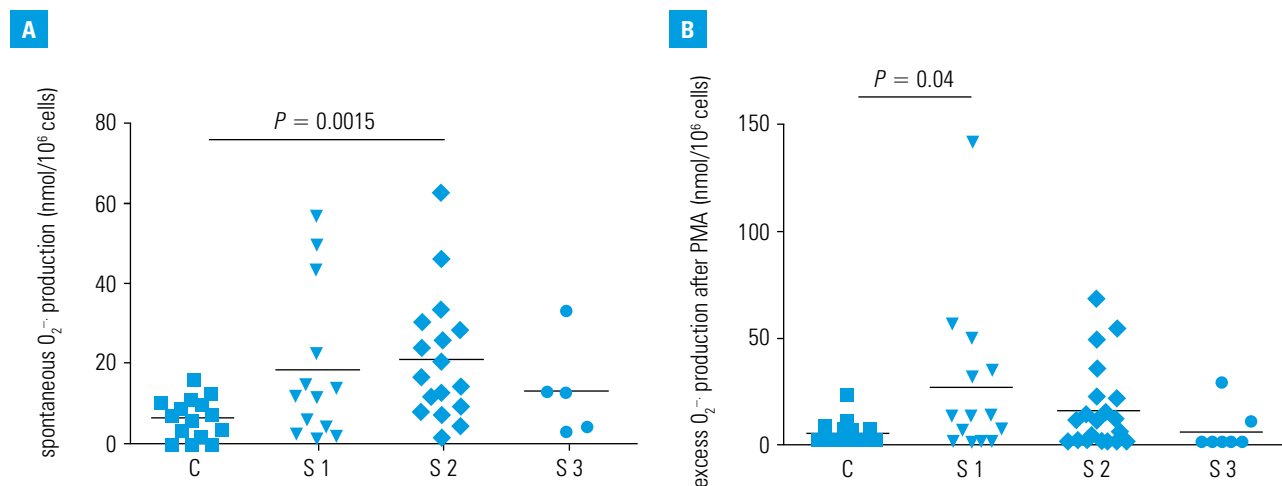 A
spontaneous O₂⁻· production (nmol/10⁶ cells)
P = 0.0015
80
60
40
20
0
C
S 1
S 2
S 3
B
excess O₂⁻· production after PMA (nmol/10⁶ cells)
P = 0.04
150
100
50
0
C
S 1
S 2
S 3